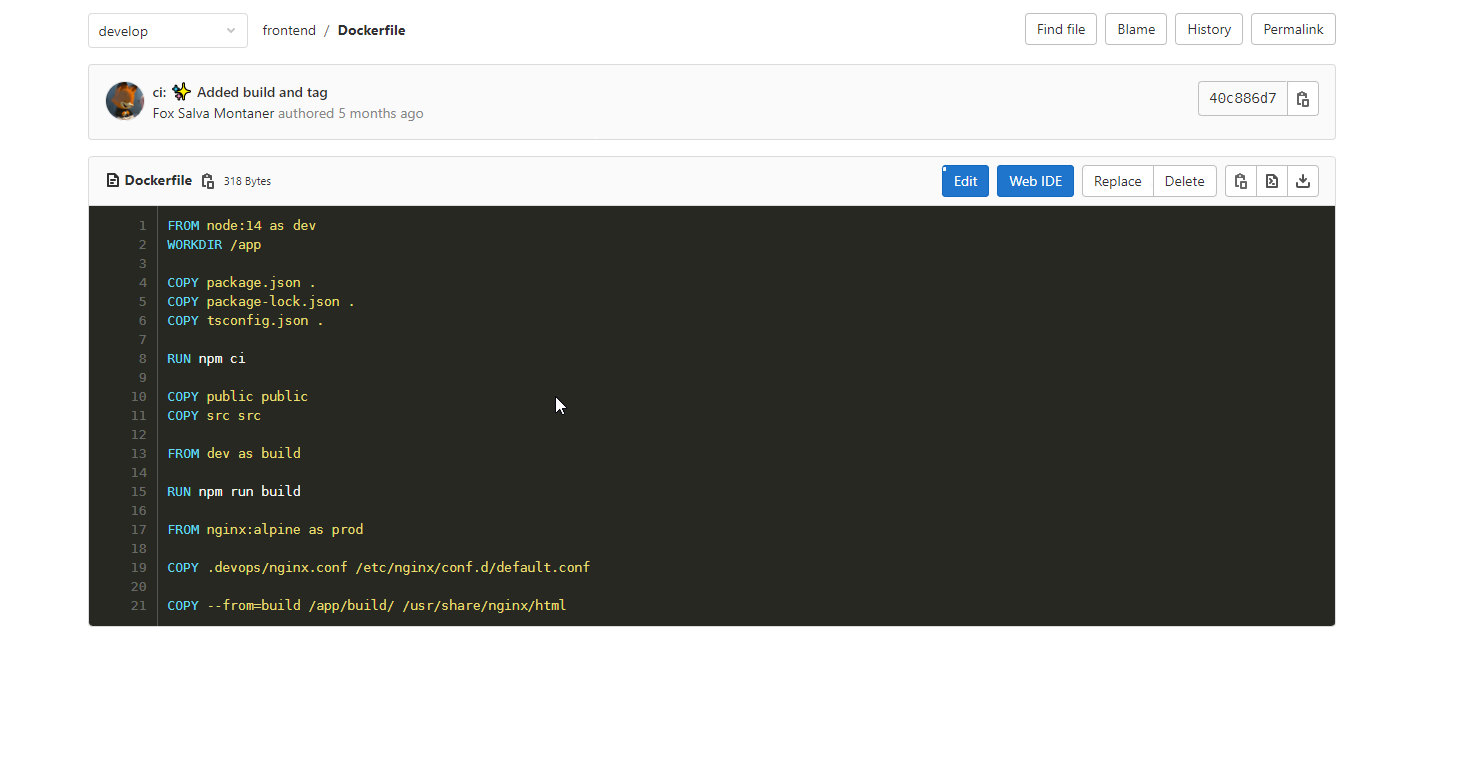 develop frontend / Dockerfile Find file Blame History Permalink
ci: ✨ Added build and tag
Fox Salva Montaner authored 5 months ago
40c886d7
Dockerfile 318 Bytes Edit Web IDE Replace Delete
1 FROM node:14 as dev
2 WORKDIR /app
3
4 COPY package.json .
5 COPY package-lock.json .
6 COPY tsconfig.json .
7
8 RUN npm ci
9
10 COPY public public
11 COPY src src
12
13 FROM dev as build
14
15 RUN npm run build
16
17 FROM nginx:alpine as prod
18
19 COPY .devops/nginx.conf /etc/nginx/conf.d/default.conf
20
21 COPY --from=build /app/build/ /usr/share/nginx/html